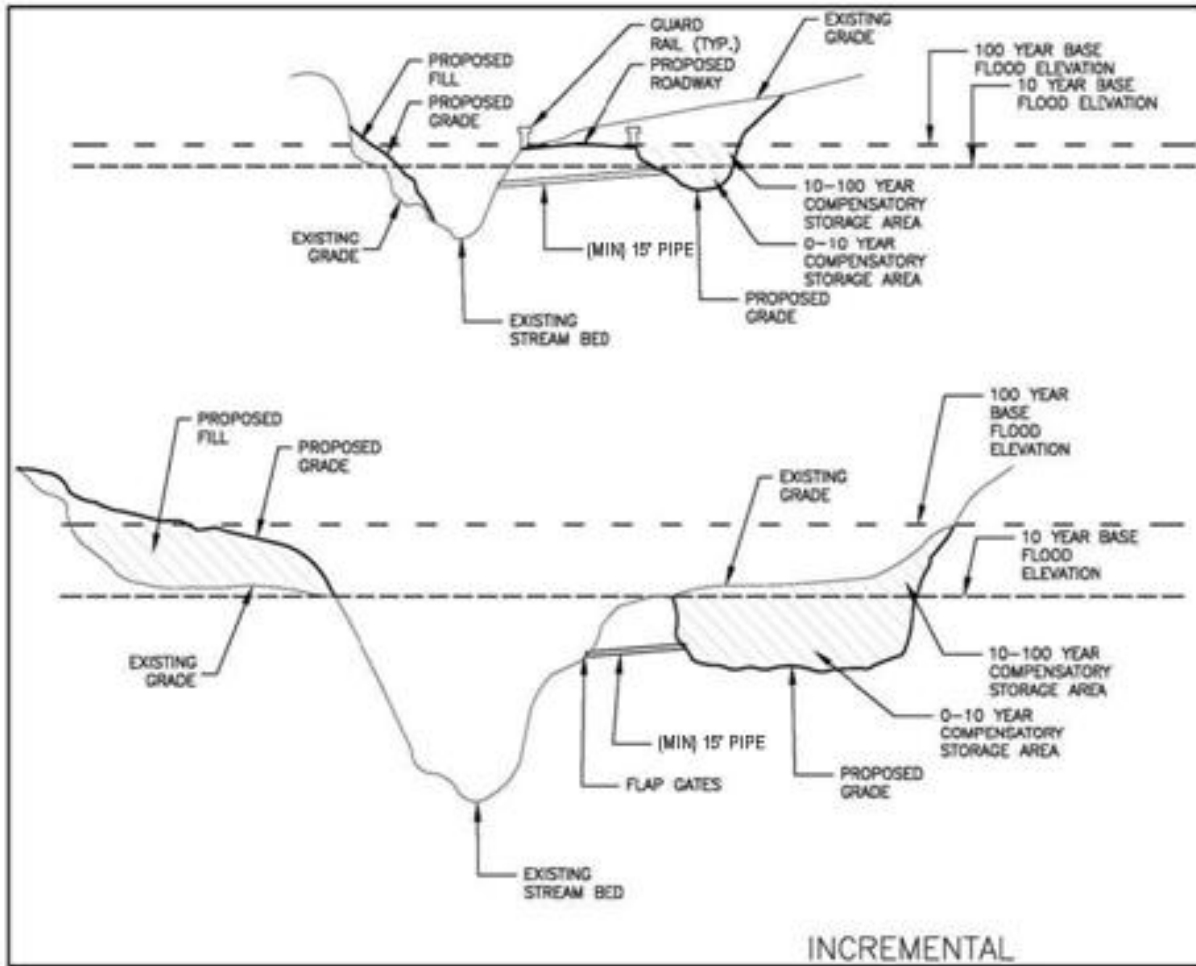 GUARD
RAIL (TYP.)
EXISTING
GRADE
PROPOSED
FILL
PROPOSED
ROADWAY
100 YEAR BASE
FLOOD ELEVATION
10 YEAR BASE
FLOOD ELEVATION
PROPOSED
GRADE
10-100 YEAR
COMPENSATORY
STORAGE AREA
EXISTING
GRADE
(MIN) 15" PIPE
0-10 YEAR
COMPENSATORY
STORAGE AREA
PROPOSED
GRADE
EXISTING
STREAM BED
100 YEAR
BASE
FLOOD
ELEVATION
PROPOSED
FILL
PROPOSED
GRADE
EXISTING
GRADE
10 YEAR BASE
FLOOD
ELEVATION
EXISTING
GRADE
10-100 YEAR
COMPENSATORY
STORAGE AREA
0-10 YEAR
COMPENSATORY
STORAGE AREA
(MIN) 15" PIPE
FLAP GATES
PROPOSED
GRADE
EXISTING
STREAM BED
INCREMENTAL